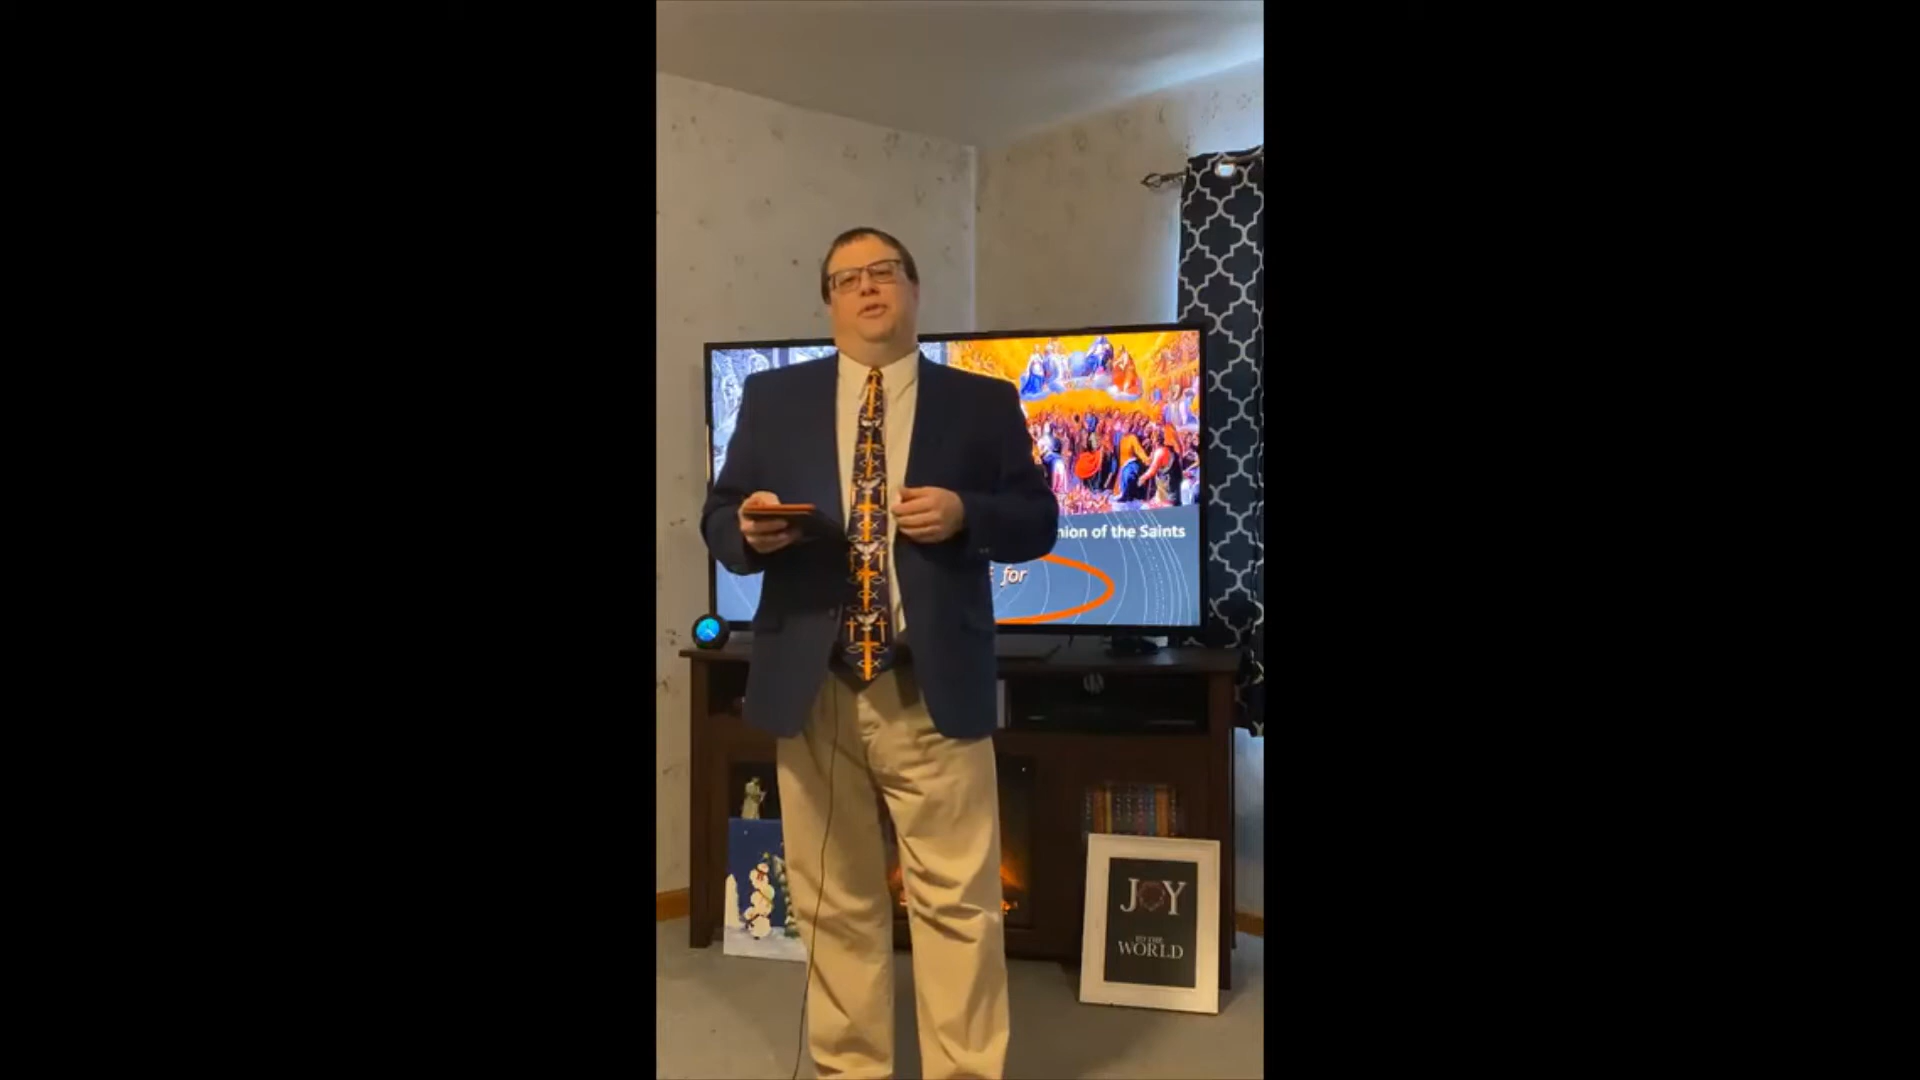 nion of the Saints
for
JOY
TO THE
WORLD